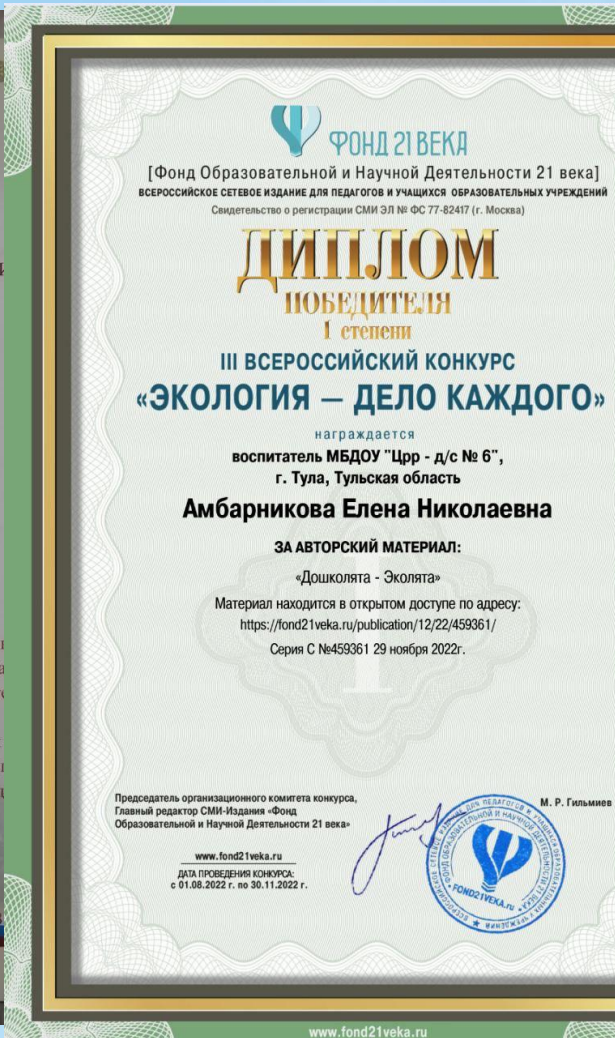 ФОНД 21 ВЕКА
[Фонд Образовательной и Научной Деятельности 21 века]
ВСЕРОССИЙСКОЕ СЕТЕВОЕ ИЗДАНИЕ ДЛЯ ПЕДАГОГОВ И УЧАЩИХСЯ ОБРАЗОВАТЕЛЬНЫХ УЧРЕЖДЕНИЙ
Свидетельство о регистрации СМИ ЭЛ № ФС 77-82417 (г. Москва)
ДИПЛОМ
ПОБЕДИТЕЛЯ
1 степени
III ВСЕРОССИЙСКИЙ КОНКУРС
«ЭКОЛОГИЯ — ДЕЛО КАЖДОГО»
награждается
воспитатель МБДОУ "Црр - д/с № 6",
г. Тула, Тульская область
Амбарникова Елена Николаевна
ЗА АВТОРСКИЙ МАТЕРИАЛ:
«Дошколята - Эколята»
Материал находится в открытом доступе по адресу:
https://fond21veka.ru/publication/12/22/459361/
Серия С №459361 29 ноября 2022г.
1
Председатель организационного комитета конкурса,
Главный редактор СМИ-Издания «Фонд
Образовательной и Научной Деятельности 21 века»
М. Р. Гильмиев
www.fond21veka.ru
ДАТА ПРОВЕДЕНИЯ КОНКУРСА:
с 01.08.2022 г. по 30.11.2022 г.
FOND21VEKA.ru
www.fond21veka.ru